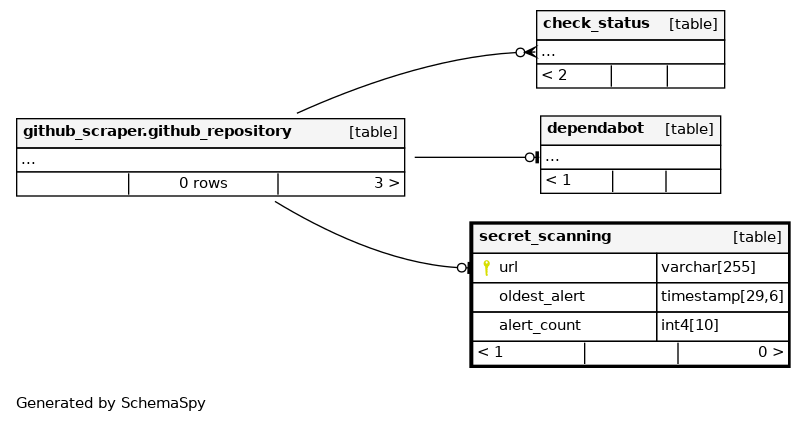 check_status [table]
...
< 2
github_scraper.github_repository [table]
...
0 rows 3 >
dependabot [table]
...
< 1
secret_scanning [table]
url varchar[255]
oldest_alert timestamp[29,6]
alert_count int4[10]
< 1 0 >
Generated by SchemaSpy